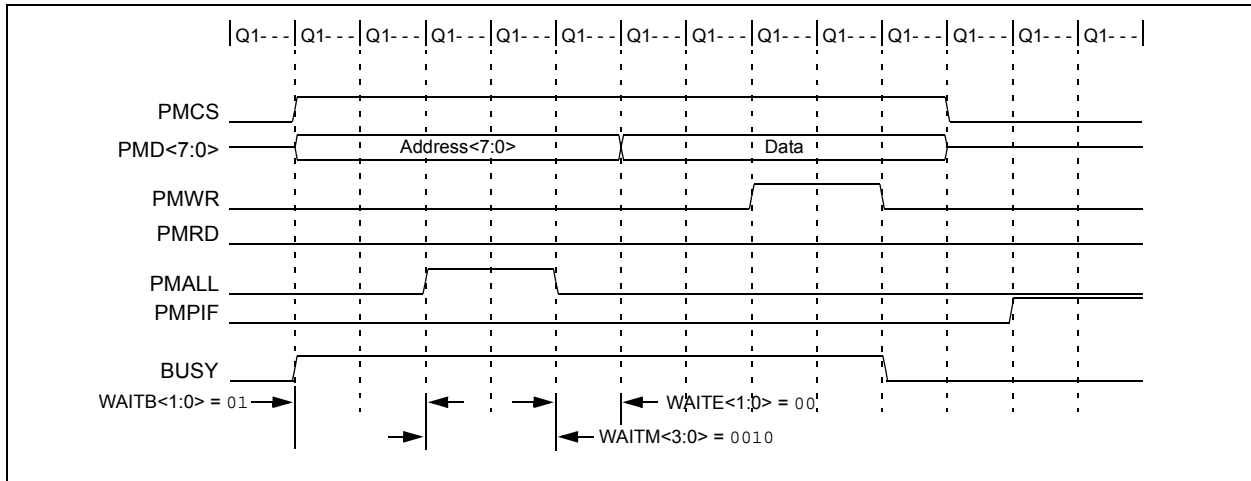 Q1- - - Q1- - - Q1- - - Q1- - - Q1- - - Q1- - - Q1- - - Q1- - - Q1- - - Q1- - - Q1- - - Q1- - - Q1- - - Q1- - -
PMCS
PMD<7:0> Address<7:0> Data
PMWR
PMRD
PMALL
PMPIF
BUSY
WAITB<1:0> = 01 WAITE<1:0> = 00
WAITM<3:0> = 0010